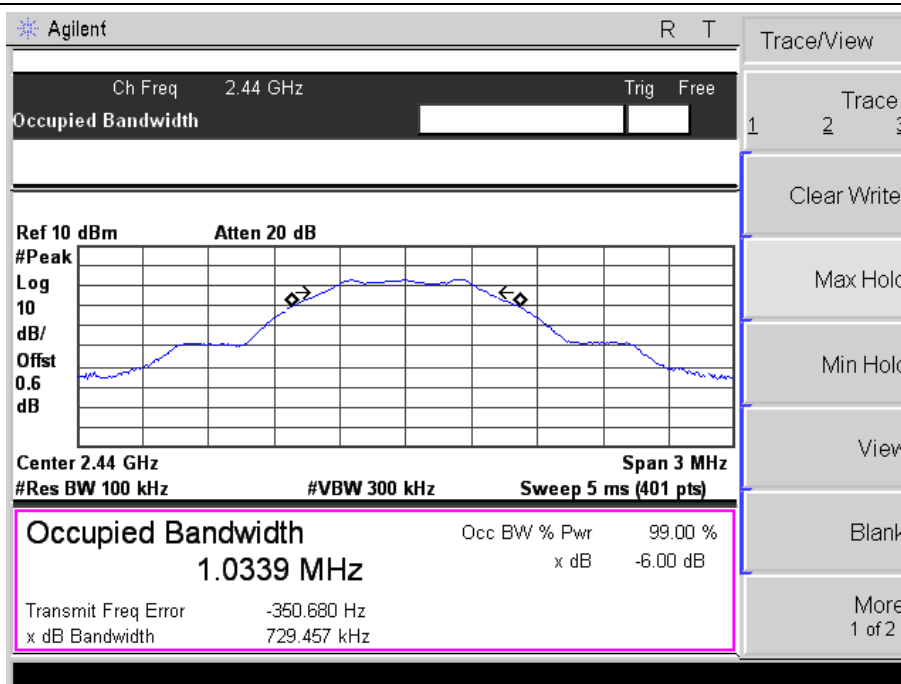 Agilent R T
Trace/View
Ch Freq 2.44 GHz Trig Free
Occupied Bandwidth
Trace
1 2 3
Clear Write
Ref 10 dBm Atten 20 dB
#Peak
Log
10
dB/
Offst
0.6
dB
Max Hold
Min Hold
View
Center 2.44 GHz Span 3 MHz
#Res BW 100 kHz #VBW 300 kHz Sweep 5 ms (401 pts)
Occupied Bandwidth
1.0339 MHz
Occ BW % Pwr 99.00 %
x dB -6.00 dB
Transmit Freq Error -350.680 Hz
x dB Bandwidth 729.457 kHz
Blank
More
1 of 2